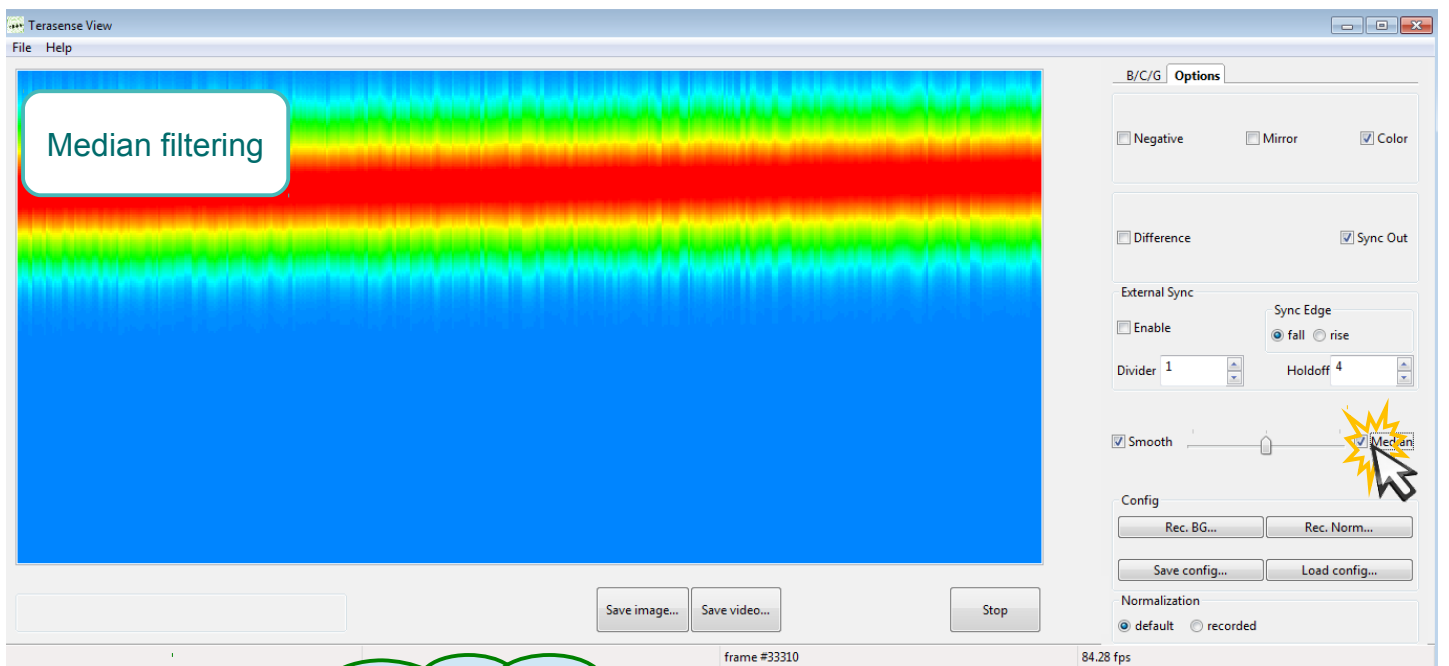 Terasense View
File Help
Median filtering
B/C/G Options
Negative Mirror Color
Difference Sync Out
External Sync
Sync Edge
Enable
fall rise
Divider 1 Holdoff 4
Smooth Median
Config
Rec. BG... Rec. Norm...
Save config... Load config...
Normalization
default recorded
Save image... Save video... Stop
frame #33310 84.28 fps